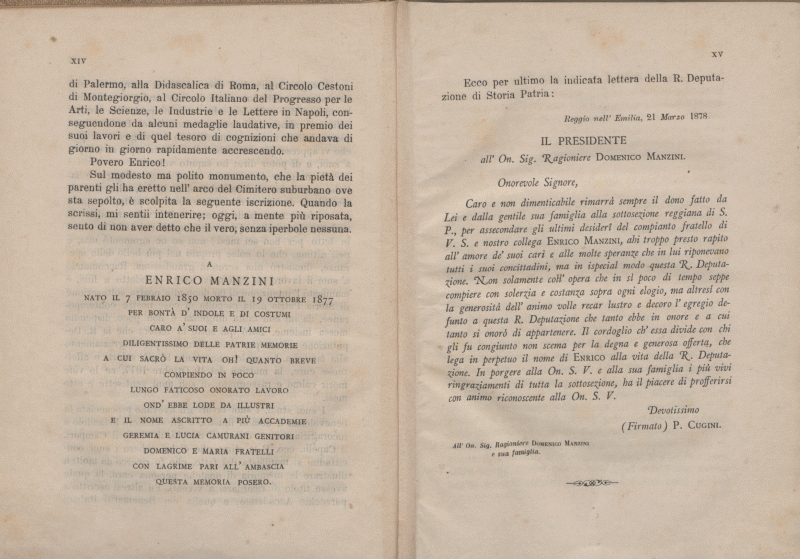 XIV
di Palermo, alla Didascalica di Roma, al Circolo Cestoni
di Montegiorgio, al Circolo Italiano del Progresso per le
Arti, le Scienze, le Industrie e le Lettere in Napoli, con-
seguendone da alcuni medaglie laudative, in premio dei
suoi lavori e di quel tesoro di cognizioni che andava di
giorno in giorno rapidamente accrescendo.
Povero Enrico!
Sul modesto ma polito monumento, che la pietà dei
parenti gli ha eretto nell' arco del Cimitero suburbano ove
sta sepolto, è scolpita la seguente iscrizione. Quando la
scrissi, mi sentii intenerire; oggi, a mente più riposata,
sento di non aver detto che il vero, senza iperbole nessuna.
A
ENRICO MANZINI
NATO IL 7 FEBRAIO 1850 MORTO IL 19 OTTOBRE 1877
PER BONTÀ D' INDOLE E DI COSTUMI
CARO A' SUOI E AGLI AMICI
DILIGENTISSIMO DELLE PATRIE MEMORIE
A CUI SACRÒ LA VITA OH! QUANTO BREVE
COMPIENDO IN POCO
LUNGO FATICOSO ONORATO LAVORO
OND' EBBE LODE DA ILLUSTRI
E IL NOME ASCRITTO A PIÙ ACCADEMIE
GEREMIA E LUCIA CAMURANI GENITORI
DOMENICO E MARIA FRATELLI
CON LAGRIME PARI ALL' AMBASCIA
QUESTA MEMORIA POSERO.
XV
Ecco per ultimo la indicata lettera della R. Deputa-
zione di Storia Patria:
Reggio nell' Emilia, 21 Marzo 1878
IL PRESIDENTE
all' On. Sig. Ragioniere DOMENICO MANZINI.
Onorevole Signore,
Caro e non dimenticabile rimarrà sempre il dono fatto da
Lei e dalla gentile sua famiglia alla sottosezione reggiana di S.
P., per assecondare gli ultimi desiderî del compianto fratello di
V. S. e nostro collega ENRICO MANZINI, ahi troppo presto rapito
all' amore de' suoi cari e alle molte speranze che in lui riponevano
tutti i suoi concittadini, ma in ispecial modo questa R. Deputa-
zione. Non solamente coll' opera che in sì poco di tempo seppe
compiere con solerzia e costanza sopra ogni elogio, ma altresì con
la generosità dell' animo volle recar lustro e decoro l' egregio de-
funto a questa R. Deputazione che tanto ebbe in onore e a cui
tanto si onorò di appartenere. Il cordoglio ch' essa divide con chi
gli fu congiunto non scema per la degna e generosa offerta, che
lega in perpetuo il nome di ENRICO alla vita della R. Deputa-
zione. In porgere alla On. S. V. e alla sua famiglia i più vivi
ringraziamenti di tutta la sottosezione, ha il piacere di profferirsi
con animo riconoscente alla On. S. V.
Devotissimo
(Firmato) P. CUGINI.
All' On. Sig. Ragioniere DOMENICO MANZINI
e sua famiglia.